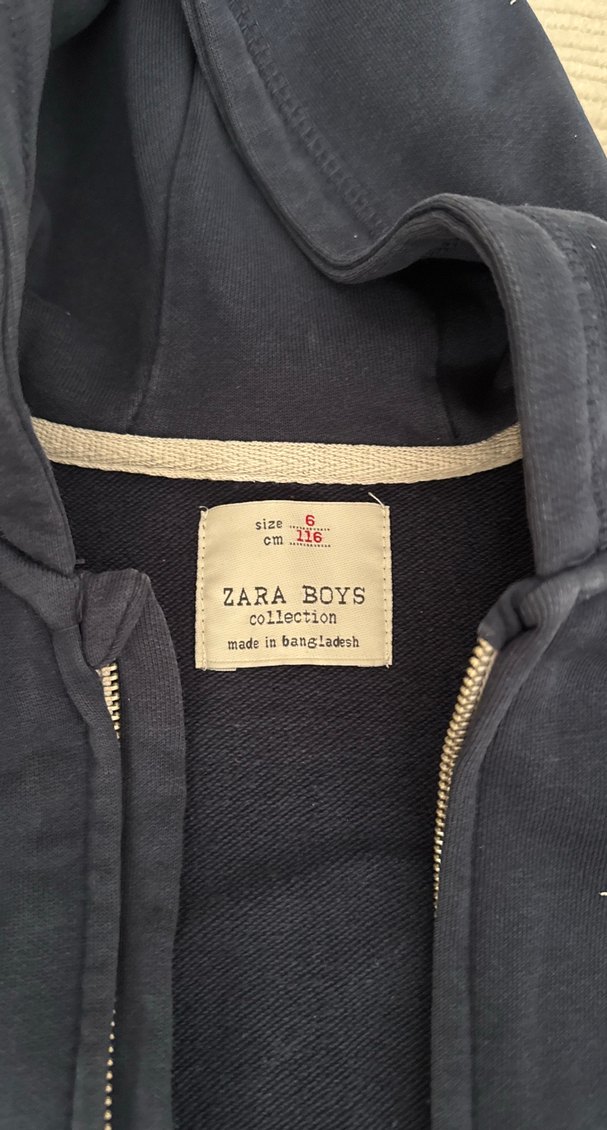 size 6
cm 116
ZARA BOYS
collection
made in bangladesh